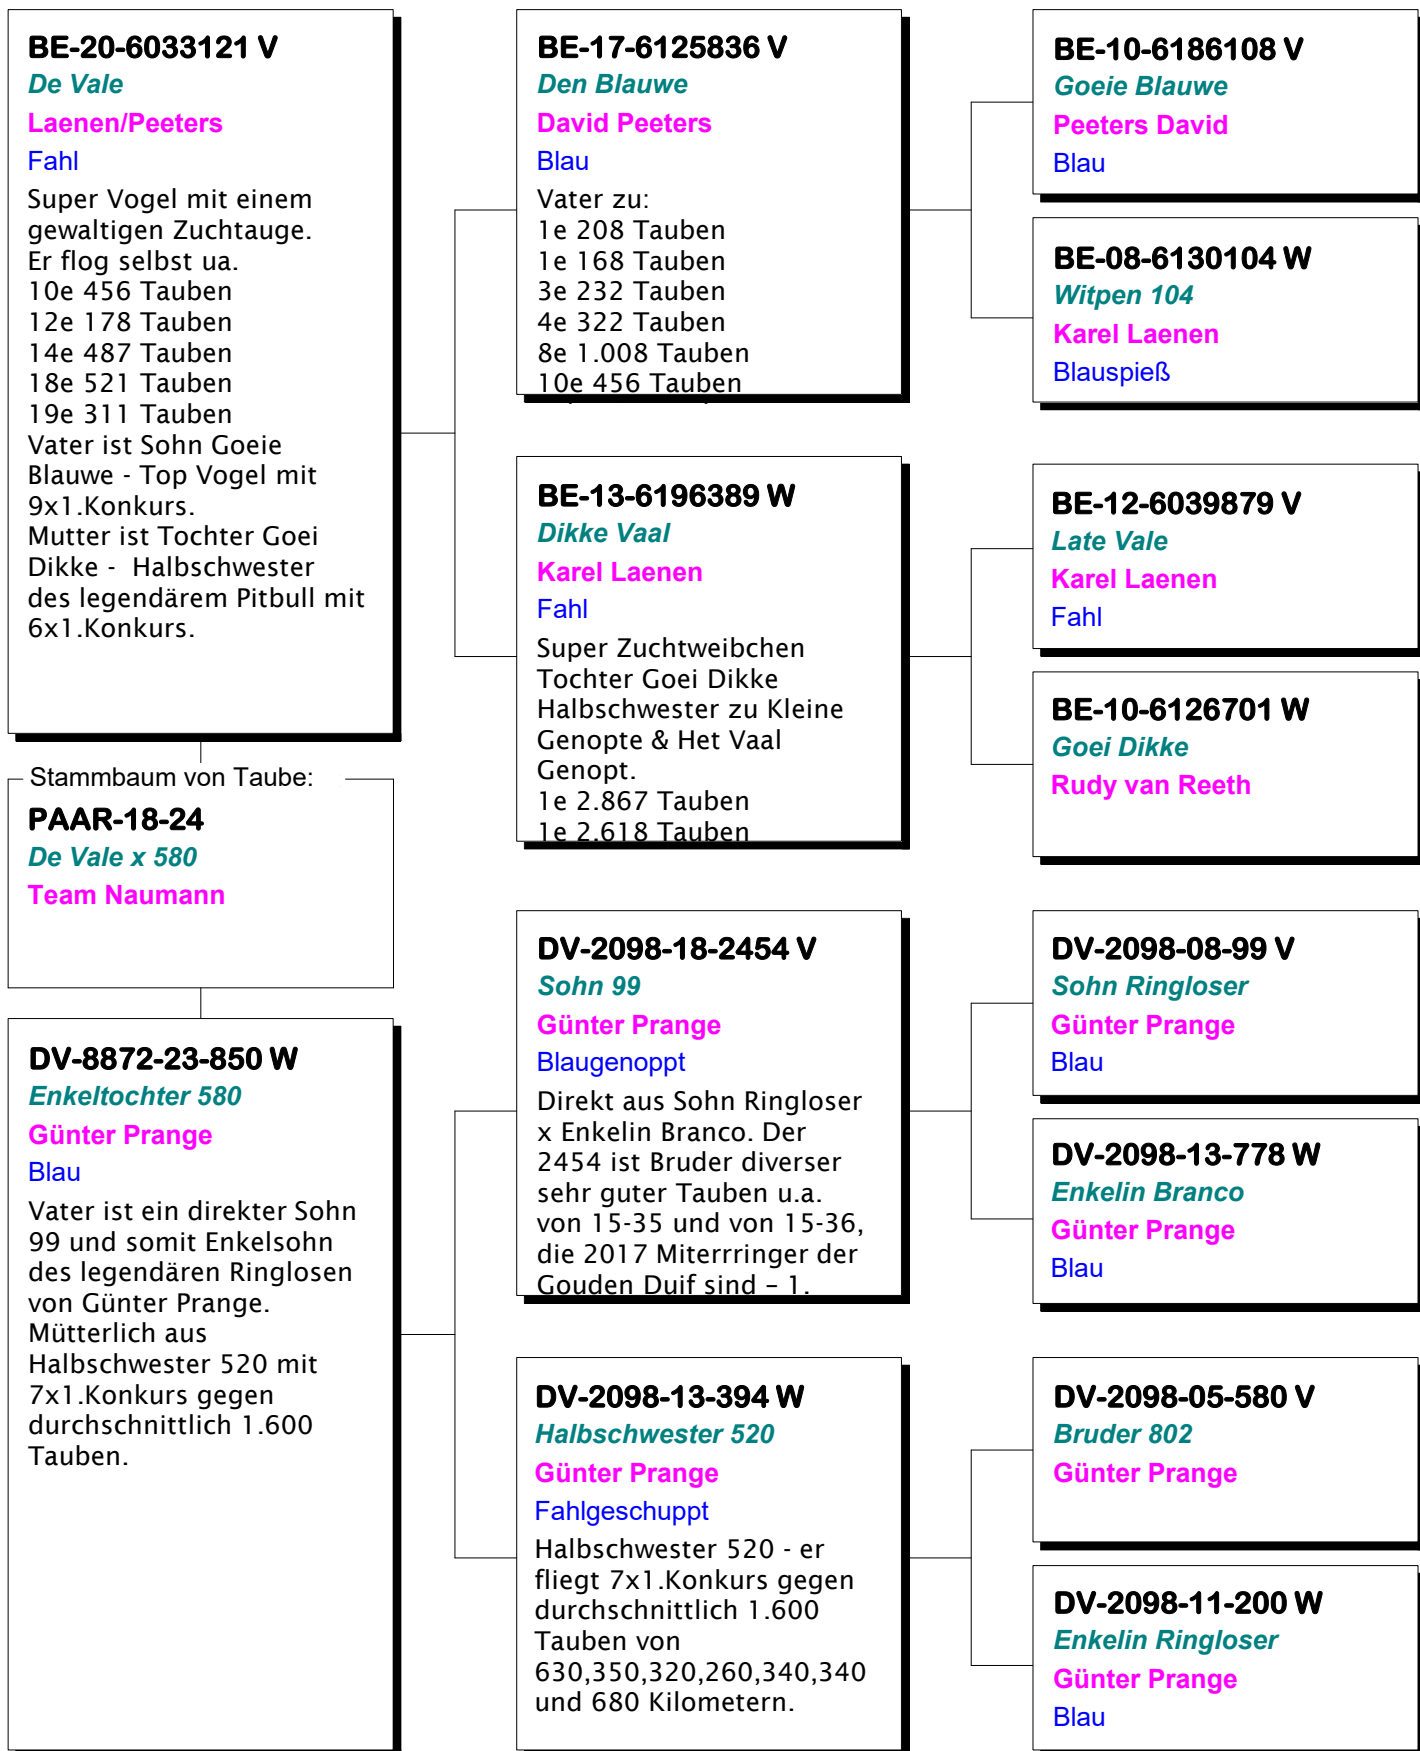 BE-20-6033121 V
De Vale
Laenen/Peeters
Fahl
Super Vogel mit einem
gewaltigen Zuchtauge.
Er flog selbst ua.
10e 456 Tauben
12e 178 Tauben
14e 487 Tauben
18e 521 Tauben
19e 311 Tauben
Vater ist Sohn Goeie
Blauwe - Top Vogel mit
9x1.Konkurs.
Mutter ist Tochter Goei
Dikke -  Halbschwester
des legendärem Pitbull mit
6x1.Konkurs.
Stammbaum von Taube:
PAAR-18-24
De Vale x 580
Team Naumann
DV-8872-23-850 W
Enkeltochter 580
Günter Prange
Blau
Vater ist ein direkter Sohn
99 und somit Enkelsohn
des legendären Ringlosen
von Günter Prange.
Mütterlich aus
Halbschwester 520 mit
7x1.Konkurs gegen
durchschnittlich 1.600
Tauben.
BE-17-6125836 V
Den Blauwe
David Peeters
Blau
Vater zu:
1e 208 Tauben
1e 168 Tauben
3e 232 Tauben
4e 322 Tauben
8e 1.008 Tauben
10e 456 Tauben
BE-13-6196389 W
Dikke Vaal
Karel Laenen
Fahl
Super Zuchtweibchen
Tochter Goei Dikke
Halbschwester zu Kleine
Genopte & Het Vaal
Genopt.
1e 2.867 Tauben
1e 2.618 Tauben
DV-2098-18-2454 V
Sohn 99
Günter Prange
Blaugenoppt
Direkt aus Sohn Ringloser
x Enkelin Branco. Der
2454 ist Bruder diverser
sehr guter Tauben u.a.
von 15-35 und von 15-36,
die 2017 Miterrringer der
Gouden Duif sind – 1.
DV-2098-13-394 W
Halbschwester 520
Günter Prange
Fahlgeschuppt
Halbschwester 520 - er
fliegt 7x1.Konkurs gegen
durchschnittlich 1.600
Tauben von
630,350,320,260,340,340
und 680 Kilometern.
BE-10-6186108 V
Goeie Blauwe
Peeters David
Blau
BE-08-6130104 W
Witpen 104
Karel Laenen
Blauspieß
BE-12-6039879 V
Late Vale
Karel Laenen
Fahl
BE-10-6126701 W
Goei Dikke
Rudy van Reeth
DV-2098-08-99 V
Sohn Ringloser
Günter Prange
Blau
DV-2098-13-778 W
Enkelin Branco
Günter Prange
Blau
DV-2098-05-580 V
Bruder 802
Günter Prange
DV-2098-11-200 W
Enkelin Ringloser
Günter Prange
Blau